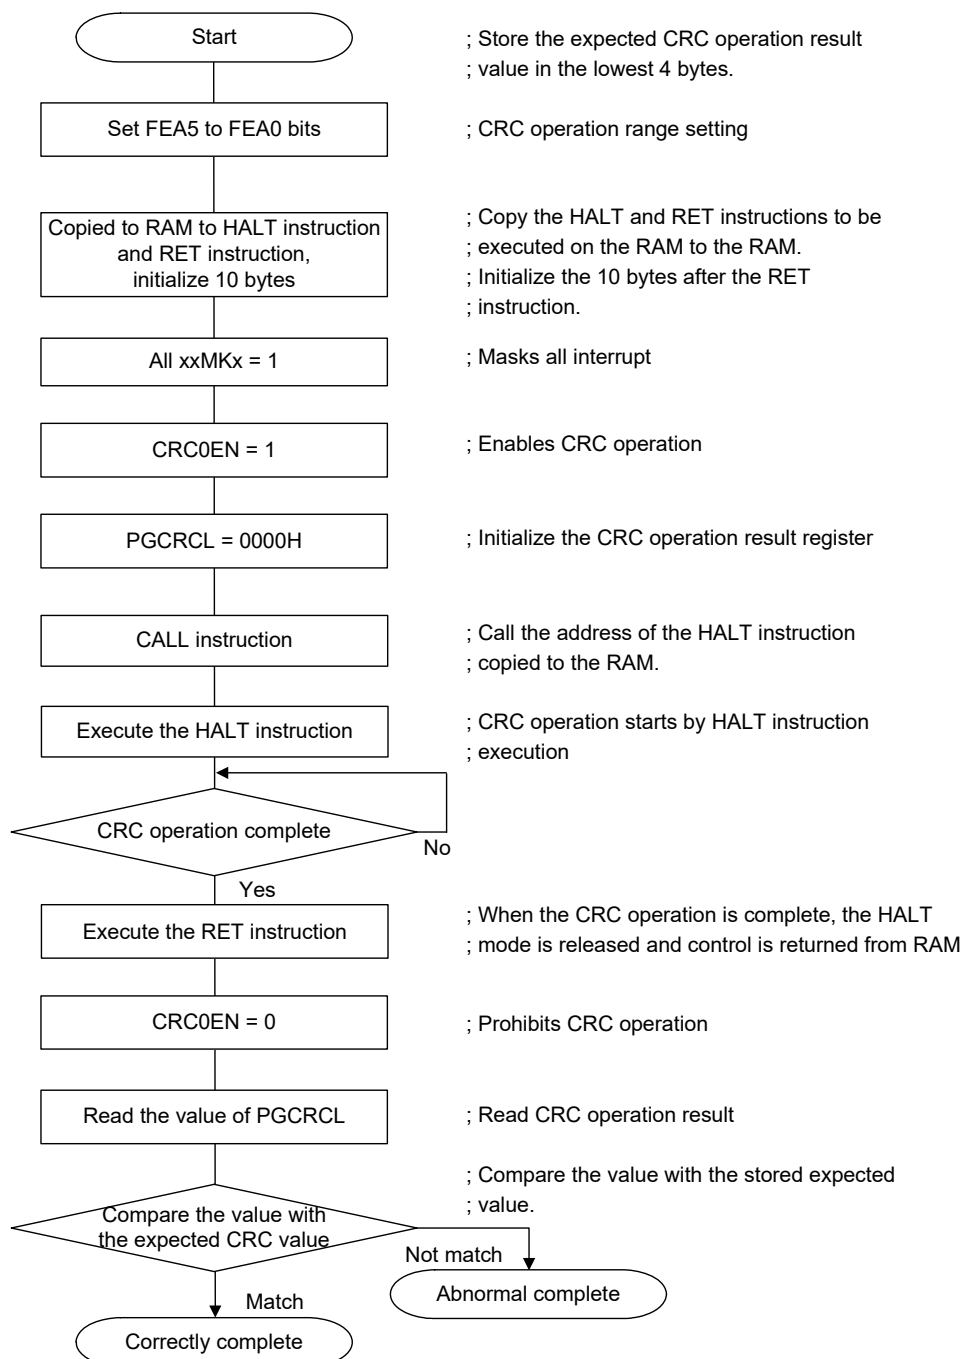 Start
; Store the expected CRC operation result
; value in the lowest 4 bytes.
Set FEA5 to FEA0 bits
; CRC operation range setting
Copied to RAM to HALT instruction
and RET instruction,
initialize 10 bytes
; Copy the HALT and RET instructions to be
; executed on the RAM to the RAM.
; Initialize the 10 bytes after the RET
; instruction.
All xxMKx = 1
; Masks all interrupt
CRC0EN = 1
; Enables CRC operation
PGCRCL = 0000H
; Initialize the CRC operation result register
CALL instruction
; Call the address of the HALT instruction
; copied to the RAM.
Execute the HALT instruction
; CRC operation starts by HALT instruction
; execution
CRC operation complete
No
Yes
Execute the RET instruction
; When the CRC operation is complete, the HALT
; mode is released and control is returned from RAM
CRC0EN = 0
; Prohibits CRC operation
Read the value of PGCRCL
; Read CRC operation result
; Compare the value with the stored expected
; value.
Compare the value with
the expected CRC value
Not match
Abnormal complete
Match
Correctly complete